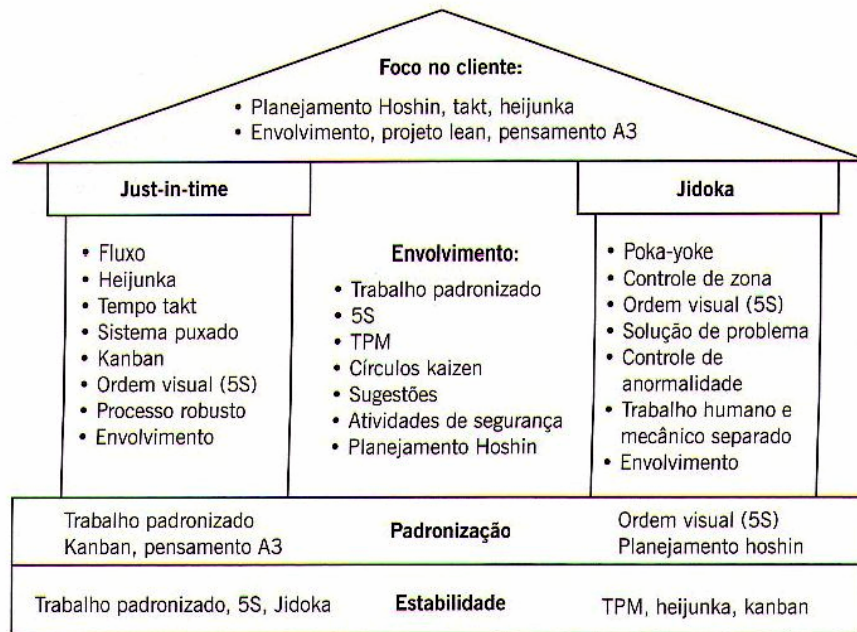 Foco no cliente:
• Planejamento Hoshin, takt, heijunka
• Envolvimento, projeto lean, pensamento A3
Just-in-time
• Fluxo
• Heijunka
• Tempo takt
• Sistema puxado
• Kanban
• Ordem visual (5S)
• Processo robusto
• Envolvimento
Envolvimento:
• Trabalho padronizado
• 5S
• TPM
• Círculos kaizen
• Sugestões
• Atividades de segurança
• Planejamento Hoshin
Jidoka
• Poka-yoke
• Controle de zona
• Ordem visual (5S)
• Solução de problema
• Controle de
anormalidade
• Trabalho humano e
mecânico separado
• Envolvimento
Trabalho padronizado
Kanban, pensamento A3
Padronização
Ordem visual (5S)
Planejamento hoshin
Trabalho padronizado, 5S, Jidoka
Estabilidade
TPM, heijunka, kanban